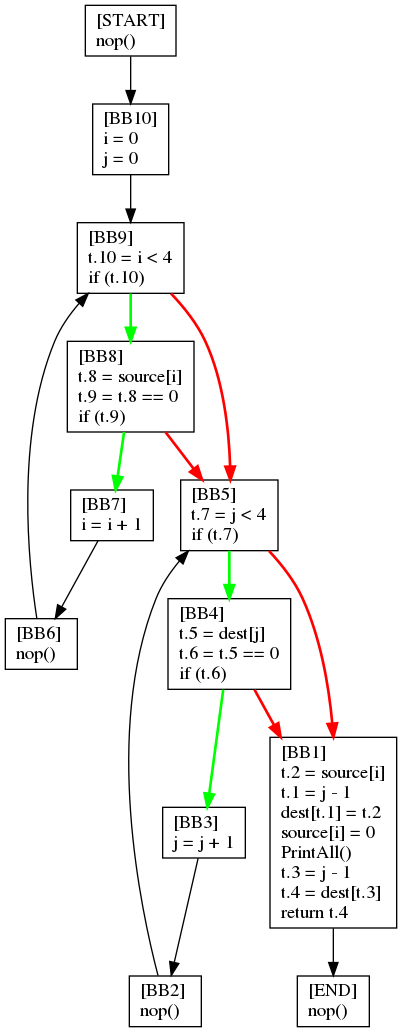 [START]
nop()
[BB10]
i = 0
j = 0
[BB9]
t.10 = i < 4
if (t.10)
[BB8]
t.8 = source[i]
t.9 = t.8 == 0
if (t.9)
[BB7]
i = i + 1
[BB5]
t.7 = j < 4
if (t.7)
[BB6]
nop()
[BB4]
t.5 = dest[j]
t.6 = t.5 == 0
if (t.6)
[BB1]
t.2 = source[i]
t.1 = j - 1
dest[t.1] = t.2
source[i] = 0
PrintAll()
t.3 = j - 1
t.4 = dest[t.3]
return t.4
[BB3]
j = j + 1
[BB2]
nop()
[END]
nop()